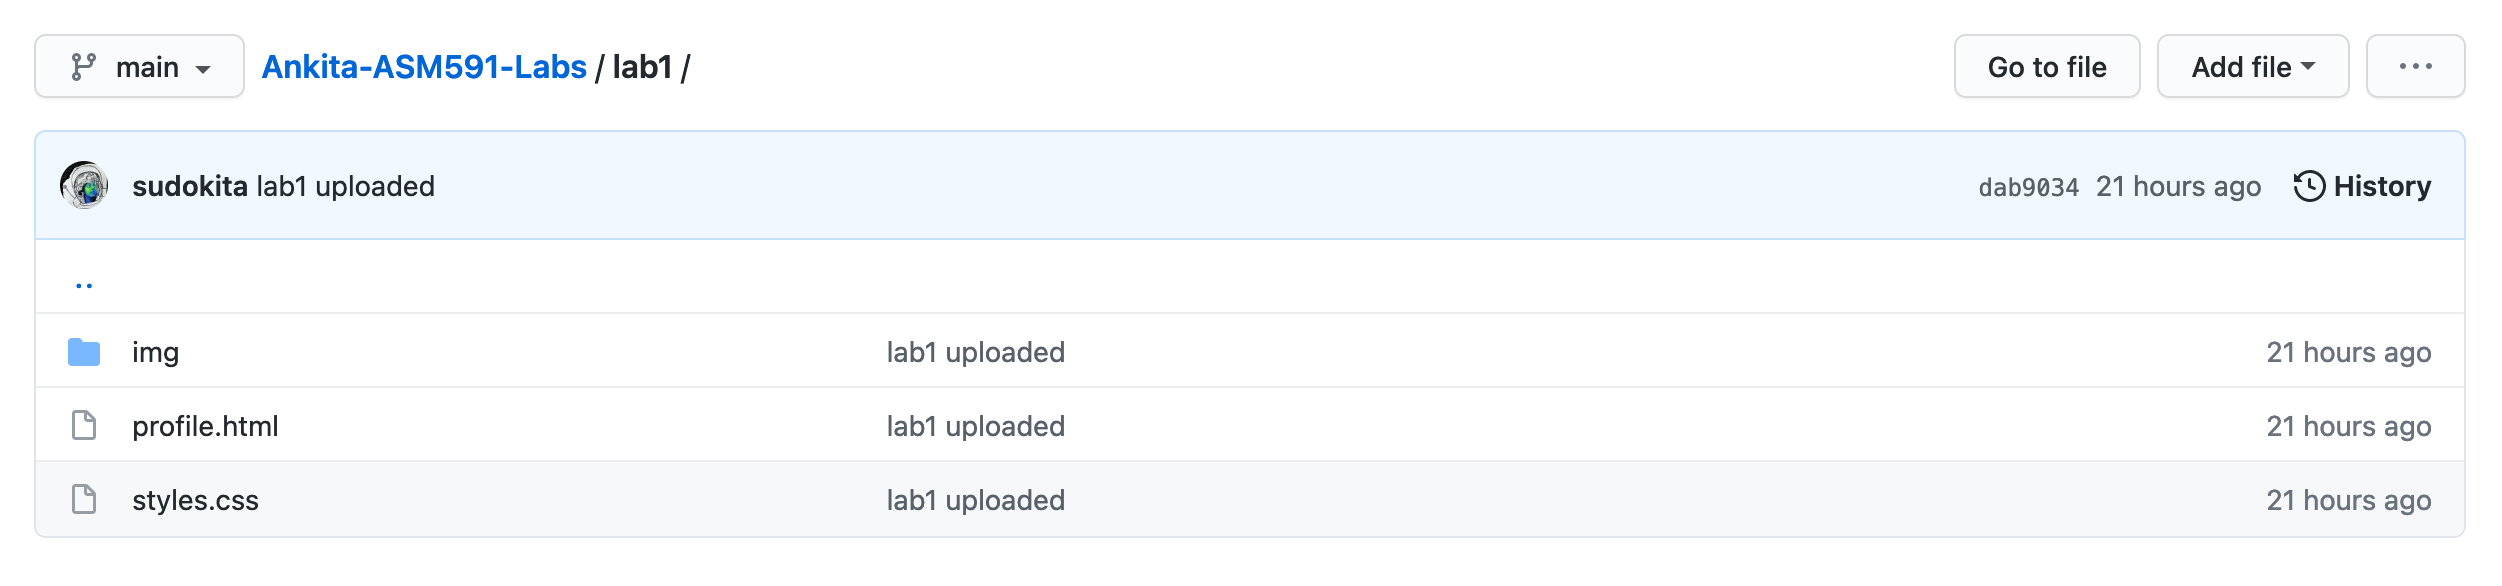 main Ankita-ASM591-Labs / lab1 / Go to file Add file ...
sudokita lab1 uploaded dab9034 21 hours ago History
..
img lab1 uploaded 21 hours ago
profile.html lab1 uploaded 21 hours ago
styles.css lab1 uploaded 21 hours ago